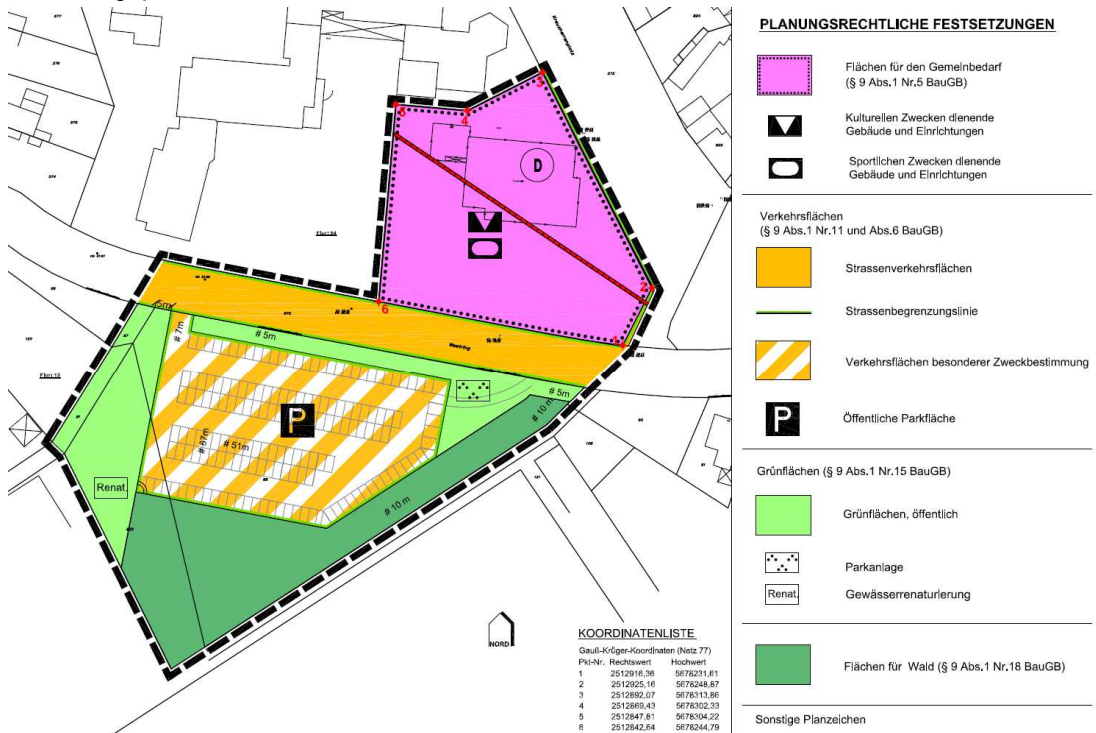 PLANUNGSRECHTLICHE FESTSETZUNGEN
Flächen für den Gemeinbedarf
(§ 9 Abs.1 Nr.5 BauGB)
Kulturellen Zwecken dienende
Gebäude und Einrichtungen
Sportlichen Zwecken dienende
Gebäude und Einrichtungen
Verkehrsflächen
(§ 9 Abs.1 Nr.11 und Abs.6 BauGB)
Strassenverkehrsflächen
Strassenbegrenzungslinie
Verkehrsflächen besonderer Zweckbestimmung
P
Öffentliche Parkfläche
Grünflächen (§ 9 Abs.1 Nr.15 BauGB)
Grünflächen, öffentlich
Parkanlage
Renat.
Gewässerrenaturierung
Flächen für Wald (§ 9 Abs.1 Nr.18 BauGB)
Sonstige Planzeichen
3
5
4
D
2
6
1
5m
# 7m
# 5m
# 5m
# 10 m
P
# 87m
# 51m
Renat.
# 10 m
NORD
KOORDINATENLISTE
Gauß-Krüger-Koordinaten (Netz 77)
Pkt-Nr. Rechtswert Hochwert
1 2512916,36 5678231,61
2 2512925,16 5678248,87
3 2512892,07 5678313,86
4 2512869,43 5678302,33
5 2512847,81 5678304,22
6 2512842,64 5678244,79